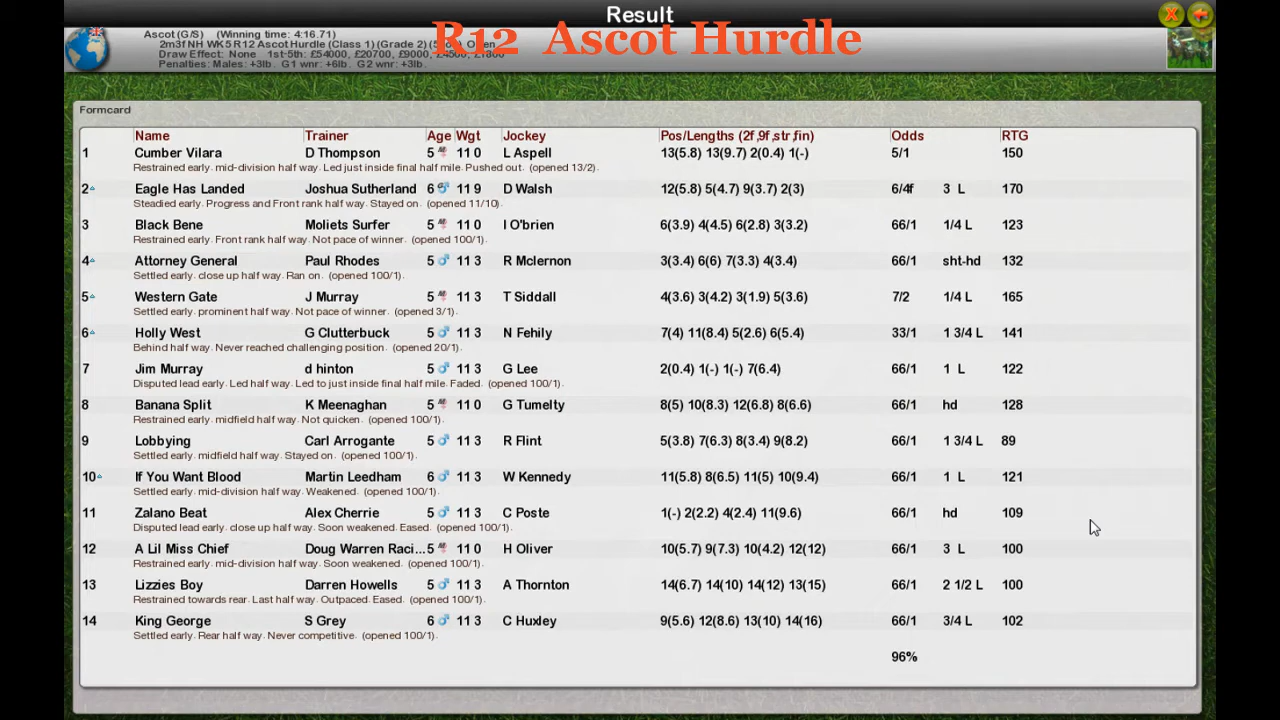 Result
R12 Ascot Hurdle
Ascot (G/S) (Winning time: 4:16.71)
2m3f NH WK5 R12 Ascot Hurdle (Class 1) (Grade 2) (5 Open
Draw Effect: None 1st-5th: £54000, £20700, £9000, £4500, £1800
Penalties: Males: +3lb. G1 wnr: +6lb. G2 wnr: +3lb.
Formcard
Name Trainer Age Wgt Jockey Pos/Lengths (2f,9f,str,fin) Odds RTG
1 Cumber Vilara D Thompson 5 11 0 L Aspell 13(5.8) 13(9.7) 2(0.4) 1(-) 5/1 150
Restrained early. mid-division half way. Led just inside final half mile. Pushed out. (opened 13/2).
2 Eagle Has Landed Joshua Sutherland 6 11 9 D Walsh 12(5.8) 5(4.7) 9(3.7) 2(3) 6/4f 3 L 170
Steadied early. Progress and Front rank half way. Stayed on. (opened 11/10).
3 Black Bene Moliets Surfer 5 11 0 I O'brien 6(3.9) 4(4.5) 6(2.8) 3(3.2) 66/1 1/4 L 123
Restrained early. Front rank half way. Not pace of winner. (opened 100/1).
4 Attorney General Paul Rhodes 5 11 3 R Mclernon 3(3.4) 6(6) 7(3.3) 4(3.4) 66/1 sht-hd 132
Settled early. close up half way. Ran on. (opened 100/1).
5 Western Gate J Murray 5 11 3 T Siddall 4(3.6) 3(4.2) 3(1.9) 5(3.6) 7/2 1/4 L 165
Settled early. prominent half way. Not pace of winner. (opened 3/1).
6 Holly West G Clutterbuck 5 11 3 N Fehily 7(4) 11(8.4) 5(2.6) 6(5.4) 33/1 1 3/4 L 141
Behind half way. Never reached challenging position. (opened 20/1).
7 Jim Murray d hinton 5 11 3 G Lee 2(0.4) 1(-) 1(-) 7(6.4) 66/1 1 L 122
Disputed lead early. Led half way. Led to just inside final half mile. Faded. (opened 100/1).
8 Banana Split K Meenaghan 5 11 0 G Tumelty 8(5) 10(8.3) 12(6.8) 8(6.6) 66/1 hd 128
Restrained early. midfield half way. Not quicken. (opened 100/1).
9 Lobbying Carl Arrogante 5 11 3 R Flint 5(3.8) 7(6.3) 8(3.4) 9(8.2) 66/1 1 3/4 L 89
Settled early. midfield half way. Stayed on. (opened 100/1).
10 If You Want Blood Martin Leedham 6 11 3 W Kennedy 11(5.8) 8(6.5) 11(5) 10(9.4) 66/1 1 L 121
Settled early. mid-division half way. Weakened. (opened 100/1).
11 Zalano Beat Alex Cherrie 5 11 3 C Poste 1(-) 2(2.2) 4(2.4) 11(9.6) 66/1 hd 109
Disputed lead early. close up half way. Soon weakened. Eased. (opened 100/1).
12 A Lil Miss Chief Doug Warren Raci... 5 11 0 H Oliver 10(5.7) 9(7.3) 10(4.2) 12(12) 66/1 3 L 100
Restrained early. mid-division half way. Soon weakened. (opened 100/1).
13 Lizzies Boy Darren Howells 5 11 3 A Thornton 14(6.7) 14(10) 14(12) 13(15) 66/1 2 1/2 L 100
Restrained towards rear. Last half way. Outpaced. Eased. (opened 100/1).
14 King George S Grey 6 11 3 C Huxley 9(5.6) 12(8.6) 13(10) 14(16) 66/1 3/4 L 102
Settled early. Rear half way. Never competitive. (opened 100/1).
96%